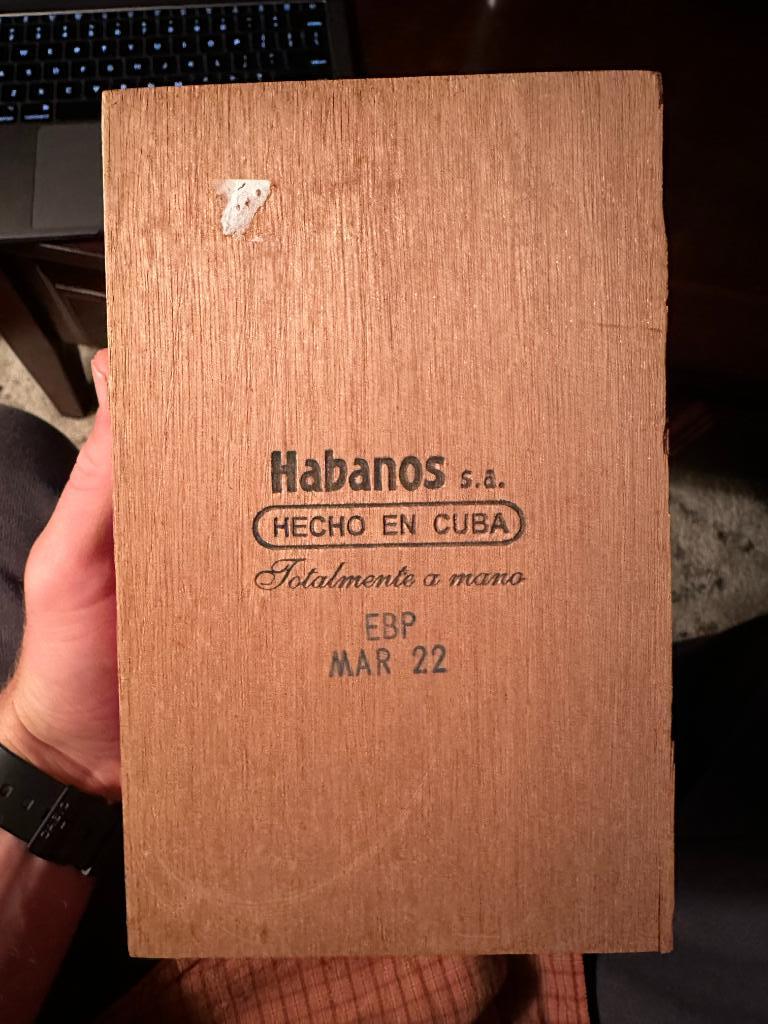 Habanos s.a.
HECHO EN CUBA
Totalmente a mano
EBP
MAR 22